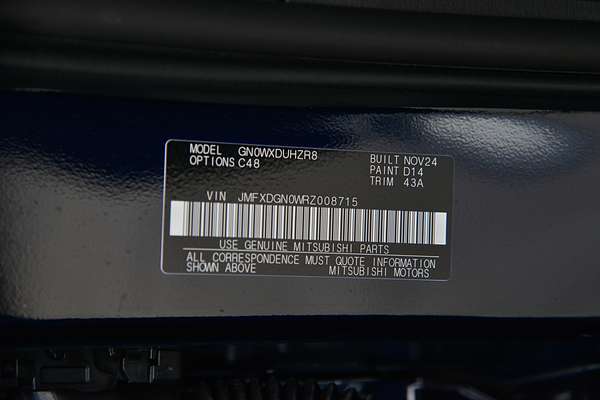 MODEL GN0WXDUHZR8 BUILT NOV24
OPTIONS C48 PAINT D14
TRIM 43A
VIN JMFXDGN0WRZ008715
USE GENUINE MITSUBISHI PARTS
ALL CORRESPONDENCE MUST QUOTE INFORMATION
SHOWN ABOVE MITSUBISHI MOTORS